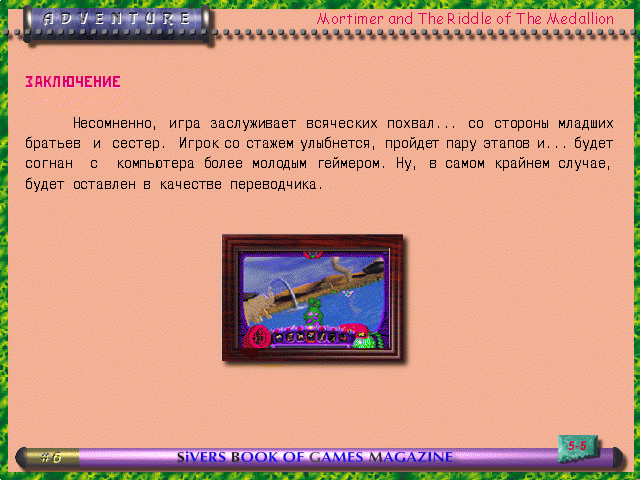 ADVENTURE
Mortimer and The Riddle of The Medallion
ЗАКЛЮЧЕНИЕ
Несомненно, игра заслуживает всяческих похвал... со стороны младших
братьев и сестер. Игрок со стажем улыбнется, пройдет пару этапов и... будет
согнан с компьютера более молодым геймером. Ну, в самом крайнем случае,
будет оставлен в качестве переводчика.
#6
SiVERS BOOK OF GAMES MAGAZINE
5-5